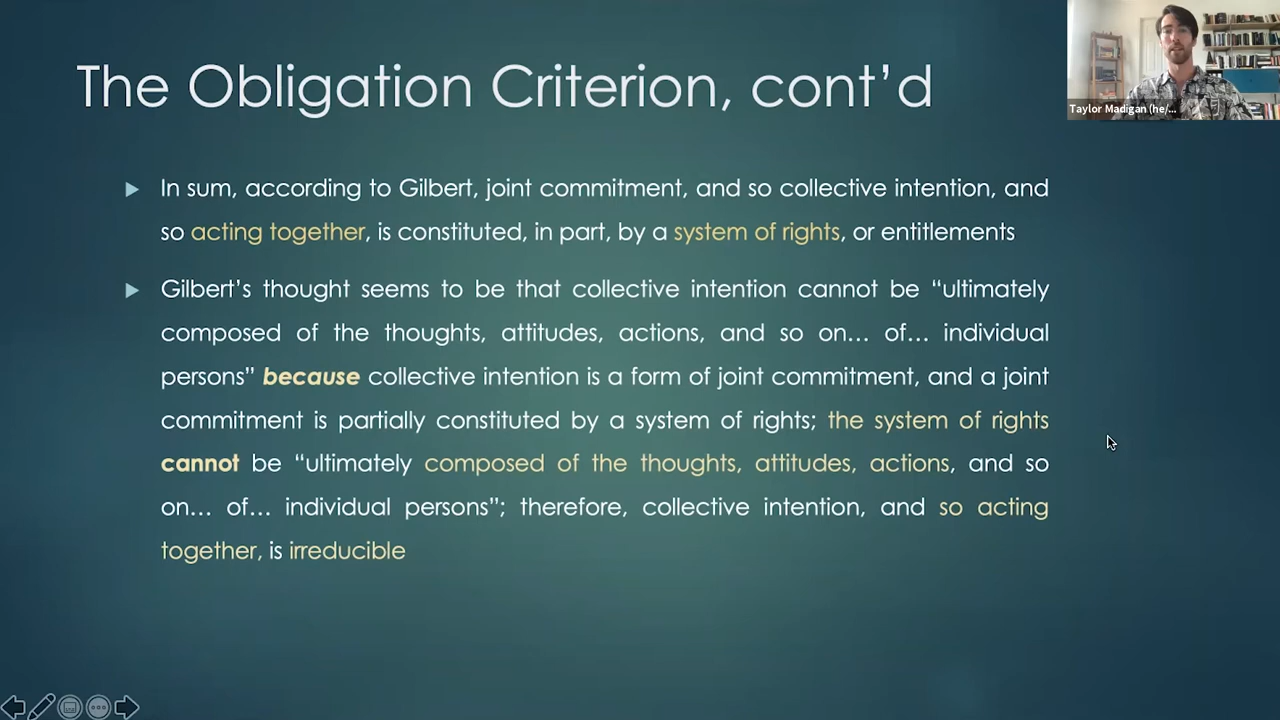 The Obligation Criterion, cont’d
Taylor Madigan (he/...
In sum, according to Gilbert, joint commitment, and so collective intention, and
so acting together, is constituted, in part, by a system of rights, or entitlements
Gilbert’s thought seems to be that collective intention cannot be “ultimately
composed of the thoughts, attitudes, actions, and so on… of… individual
persons” because collective intention is a form of joint commitment, and a joint
commitment is partially constituted by a system of rights; the system of rights
cannot be “ultimately composed of the thoughts, attitudes, actions, and so
on… of… individual persons”; therefore, collective intention, and so acting
together, is irreducible